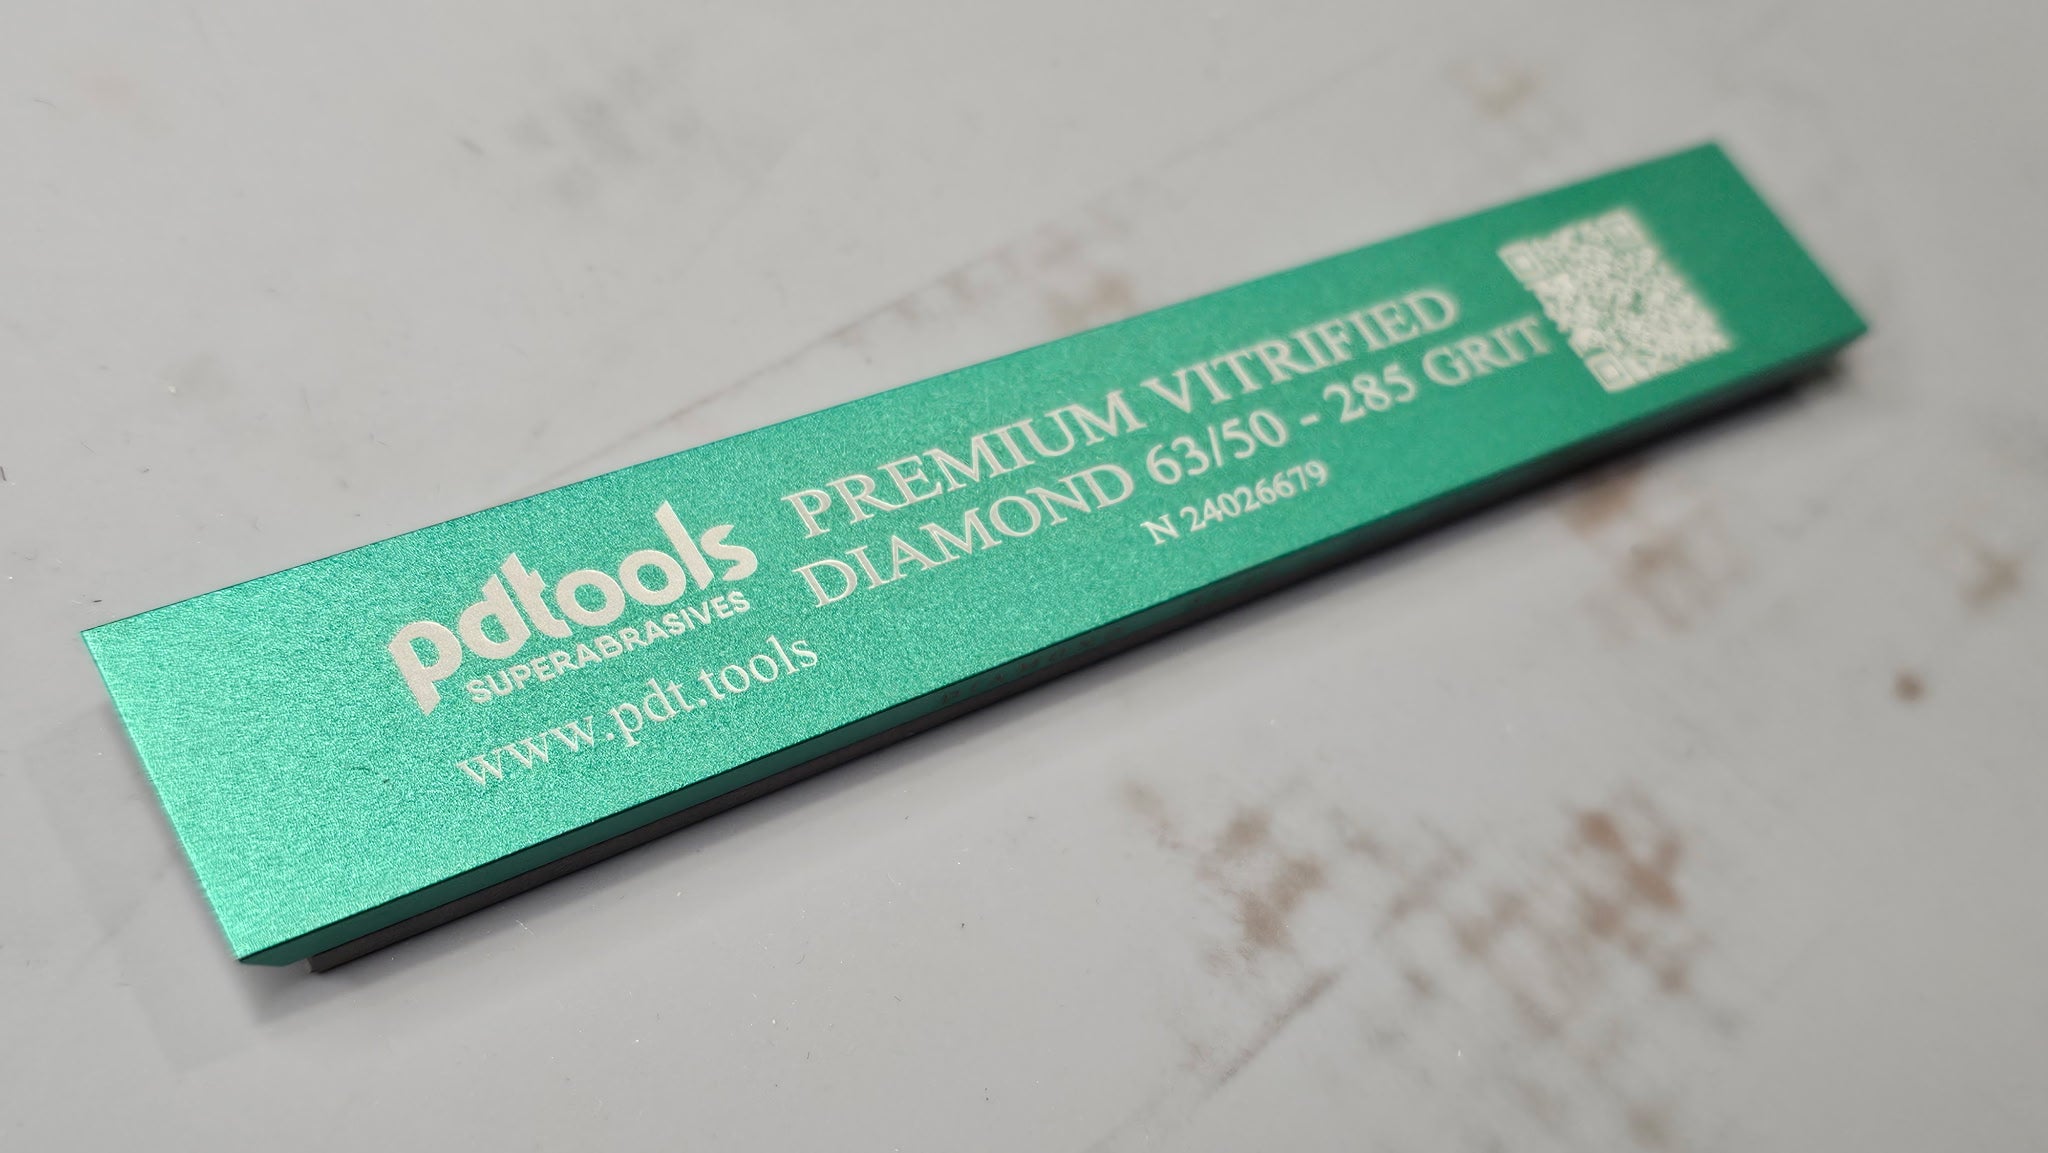 pdtools
SUPERABRASIVES
www.pdt.tools
PREMIUM VITRIFIED
DIAMOND 63/50 - 285 GRIT
N 24026679